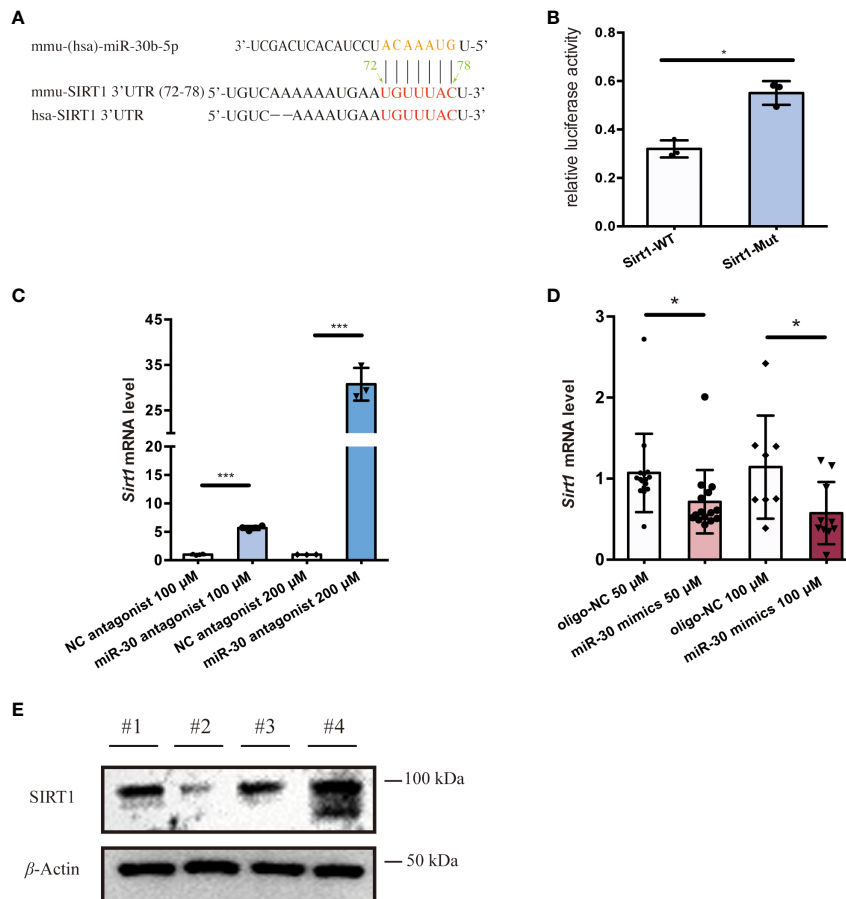 A
mmu-(hsa)-miR-30b-5p 3'-UCGACUCACAUCCUACAAAUGU-5'
72 78
mmu-SIRT1 3'UTR (72-78) 5'-UGUCAAAAAAUGAAUGUUUACU-3'
hsa-SIRT1 3'UTR 5'-UGUC−−AAAAUGAAUGUUUACU-3'
B
relative luciferase activity
*
0.8
0.6
0.4
0.2
0.0
Sirt1-WT
Sirt1-Mut
C
Sirt1 mRNA level
***
***
45
35
25
20
15
10
5
0
NC antagonist 100 μM
miR-30 antagonist 100 μM
NC antagonist 200 μM
miR-30 antagonist 200 μM
D
Sirt1 mRNA level
*
*
3
2
1
0
oligo-NC 50 μM
miR-30 mimics 50 μM
oligo-NC 100 μM
miR-30 mimics 100 μM
E
#1 #2 #3 #4
SIRT1
100 kDa
β-Actin
50 kDa